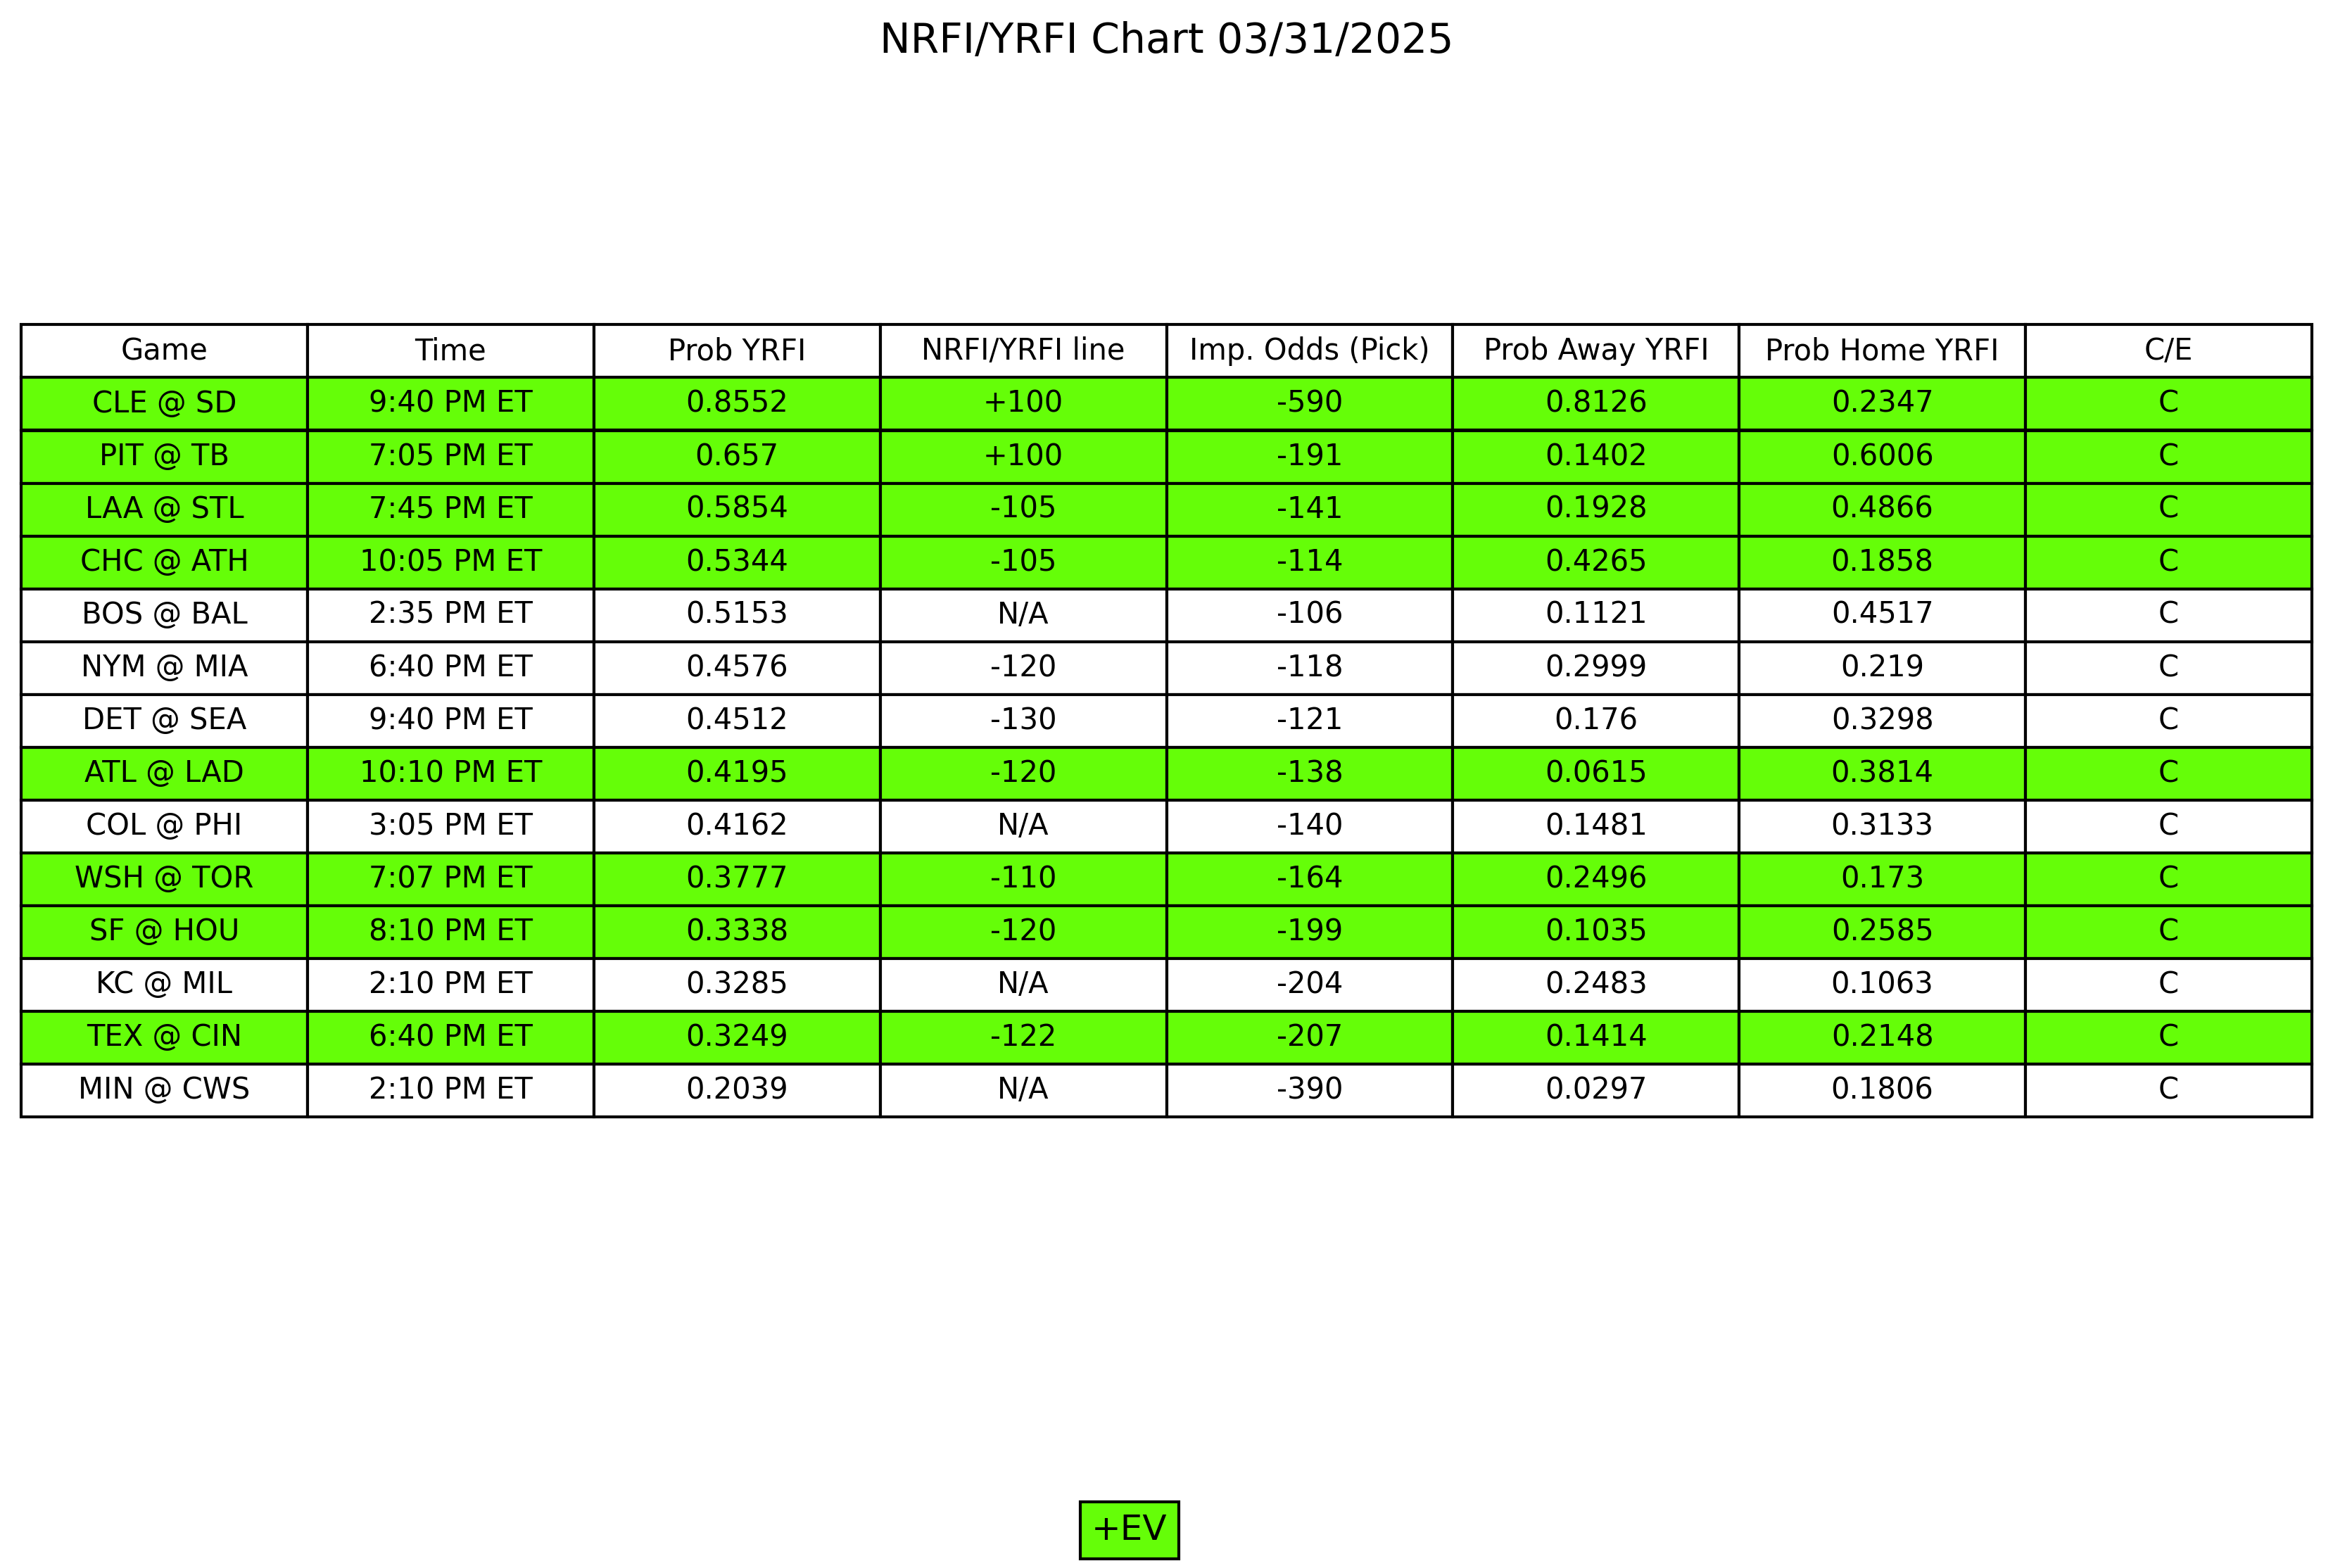 NRFI/YRFI Chart 03/31/2025
Game Time Prob YRFI NRFI/YRFI line Imp. Odds (Pick) Prob Away YRFI Prob Home YRFI C/E
CLE @ SD 9:40 PM ET 0.8552 +100 -590 0.8126 0.2347 C
PIT @ TB 7:05 PM ET 0.657 +100 -191 0.1402 0.6006 C
LAA @ STL 7:45 PM ET 0.5854 -105 -141 0.1928 0.4866 C
CHC @ ATH 10:05 PM ET 0.5344 -105 -114 0.4265 0.1858 C
BOS @ BAL 2:35 PM ET 0.5153 N/A -106 0.1121 0.4517 C
NYM @ MIA 6:40 PM ET 0.4576 -120 -118 0.2999 0.219 C
DET @ SEA 9:40 PM ET 0.4512 -130 -121 0.176 0.3298 C
ATL @ LAD 10:10 PM ET 0.4195 -120 -138 0.0615 0.3814 C
COL @ PHI 3:05 PM ET 0.4162 N/A -140 0.1481 0.3133 C
WSH @ TOR 7:07 PM ET 0.3777 -110 -164 0.2496 0.173 C
SF @ HOU 8:10 PM ET 0.3338 -120 -199 0.1035 0.2585 C
KC @ MIL 2:10 PM ET 0.3285 N/A -204 0.2483 0.1063 C
TEX @ CIN 6:40 PM ET 0.3249 -122 -207 0.1414 0.2148 C
MIN @ CWS 2:10 PM ET 0.2039 N/A -390 0.0297 0.1806 C
+EV